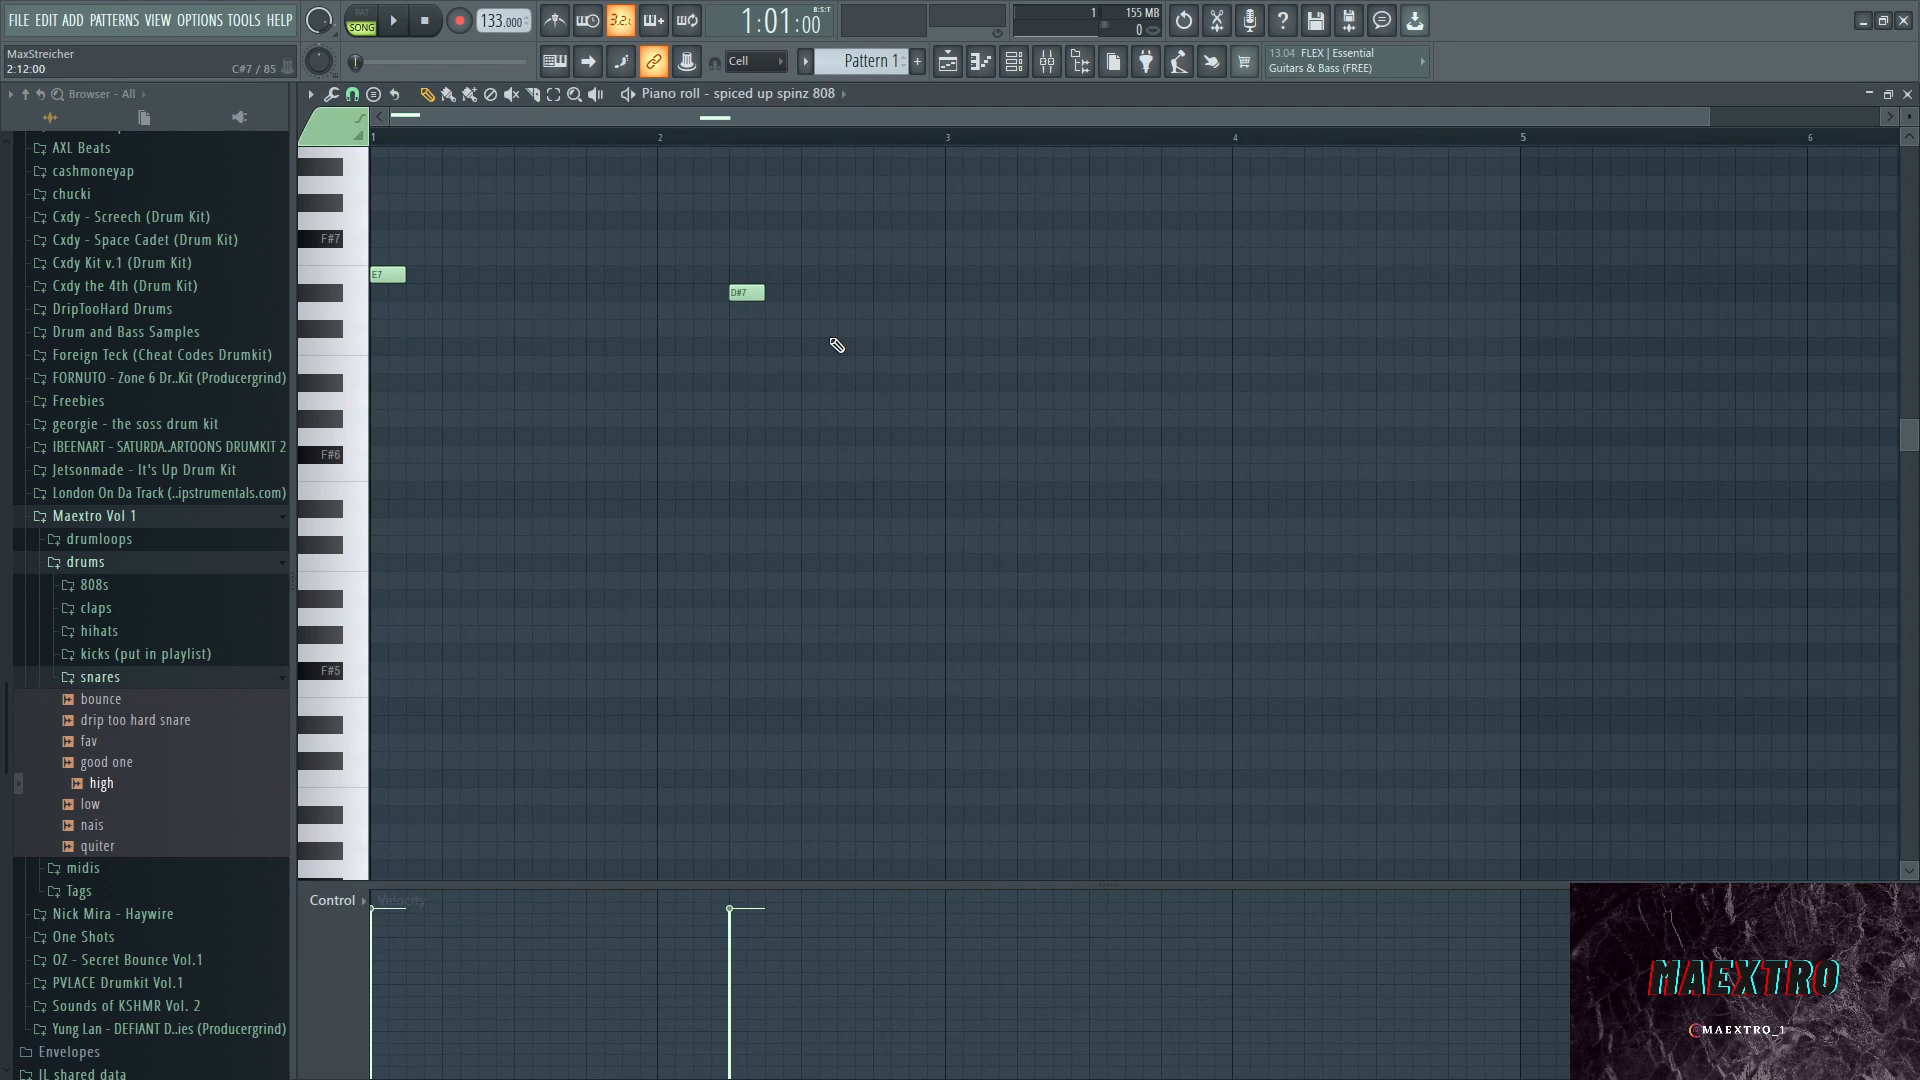 FILE EDIT ADD PATTERNS VIEW OPTIONS TOOLS HELP
PAT
SONG
133.000
3.2.
1:01:00
B:S:T
1
155 MB
0
MaxStreicher
2:12:00
C#7 / 85
Cell
Pattern 1
+
13.04 FLEX | Essential
Guitars & Bass (FREE)
Browser - All
Piano roll - spiced up spinz 808
1
2
3
4
5
6
AXL Beats
cashmoneyap
chucki
Cxdy - Screech (Drum Kit)
Cxdy - Space Cadet (Drum Kit)
Cxdy Kit v.1 (Drum Kit)
Cxdy the 4th (Drum Kit)
DripTooHard Drums
Drum and Bass Samples
Foreign Teck (Cheat Codes Drumkit)
FORNUTO - Zone 6 Dr..Kit (Producergrind)
Freebies
georgie - the soss drum kit
IBEENART - SATURDA..ARTOONS DRUMKIT 2
Jetsonmade - It's Up Drum Kit
London On Da Track (..ipstrumentals.com)
Maextro Vol 1
drumloops
drums
808s
claps
hihats
kicks (put in playlist)
snares
bounce
drip too hard snare
fav
good one
high
low
nais
quiter
midis
Tags
Nick Mira - Haywire
One Shots
OZ - Secret Bounce Vol.1
PVLACE Drumkit Vol.1
Sounds of KSHMR Vol. 2
Yung Lan - DEFIANT D..ies (Producergrind)
Envelopes
IL shared data
F#7
E7
D#7
F#6
F#5
Control
Velocity
MAEXTRO
@MAEXTRO_1